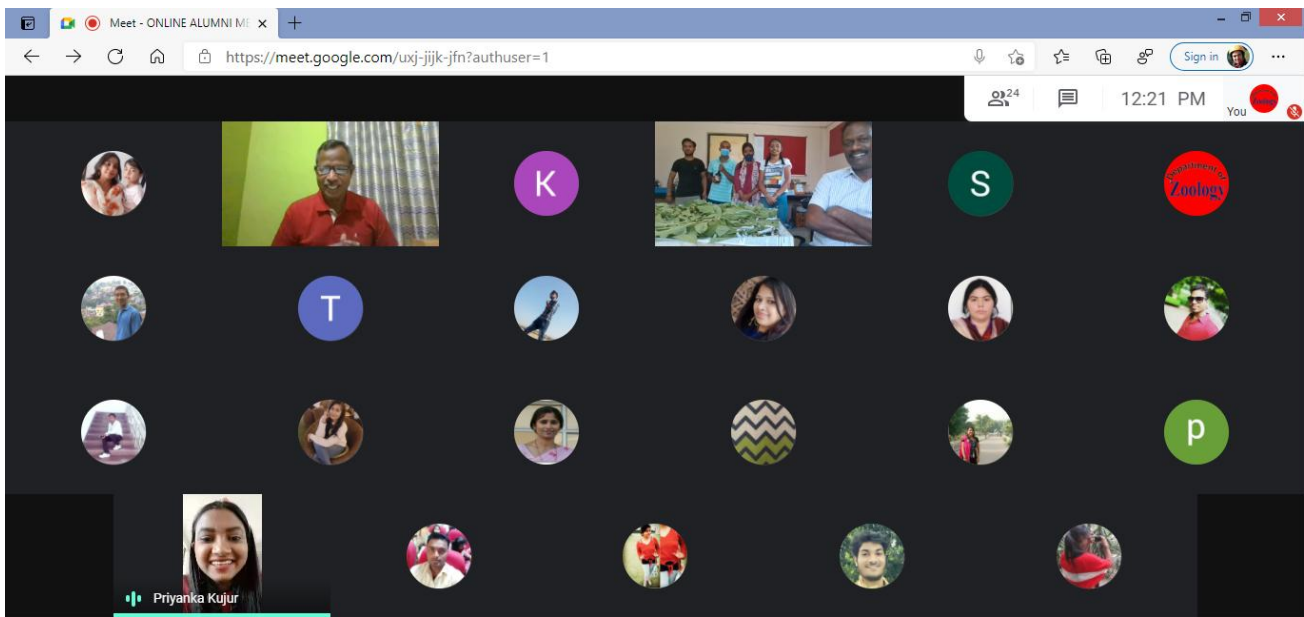 Meet - ONLINE ALUMNI ME
https://meet.google.com/uxj-jijk-jfn?authuser=1
Sign in
24
12:21 PM
You
K
S
Department of
Zoology
T
p
Priyanka Kujur